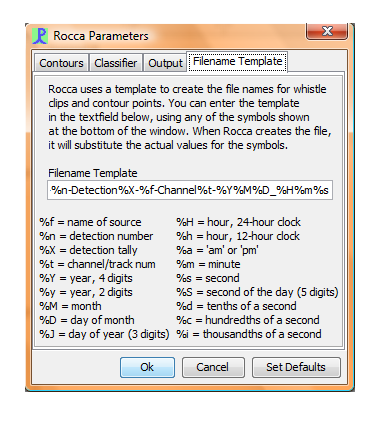 Rocca Parameters
Contours Classifier Output Filename Template
Rocca uses a template to create the file names for whistle
clips and contour points. You can enter the template
in the textfield below, using any of the symbols shown
at the bottom of the window. When Rocca creates the file,
it will substitute the actual values for the symbols.
Filename Template
%n-Detection%X-%f-Channel%t-%Y%M%D_%H%m%s
%f = name of source %H = hour, 24-hour clock
%n = detection number %h = hour, 12-hour clock
%X = detection tally %a = 'am' or 'pm'
%t = channel/track num %m = minute
%Y = year, 4 digits %s = second
%y = year, 2 digits %S = second of the day (5 digits)
%M = month %d = tenths of a second
%D = day of month %c = hundredths of a second
%J = day of year (3 digits) %i = thousandths of a second
Ok Cancel Set Defaults